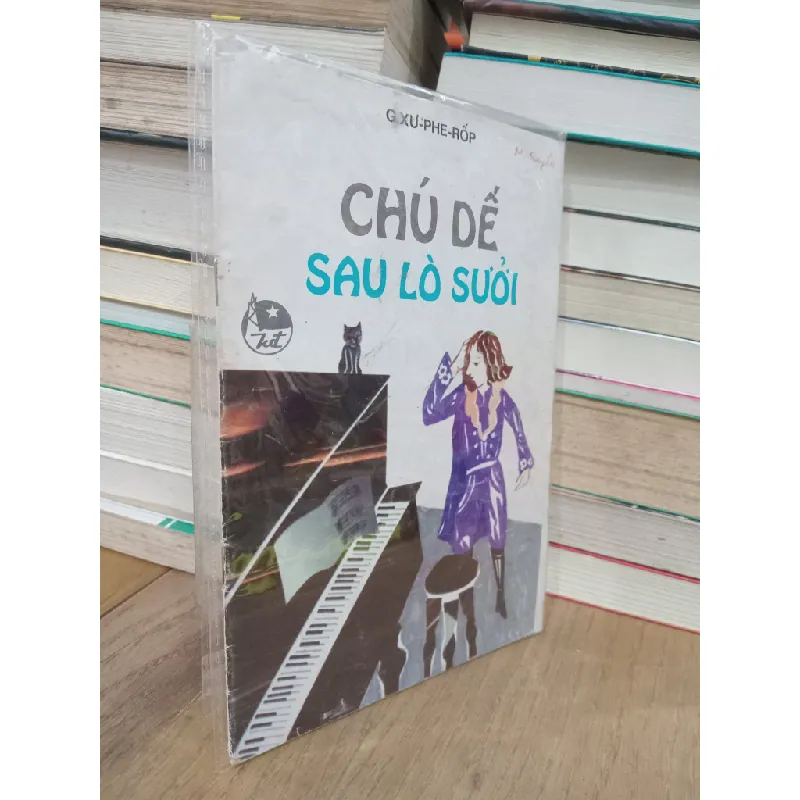 G.XU-PHE-RỐP
CHÚ DẾ
SAU LÒ SƯỞI